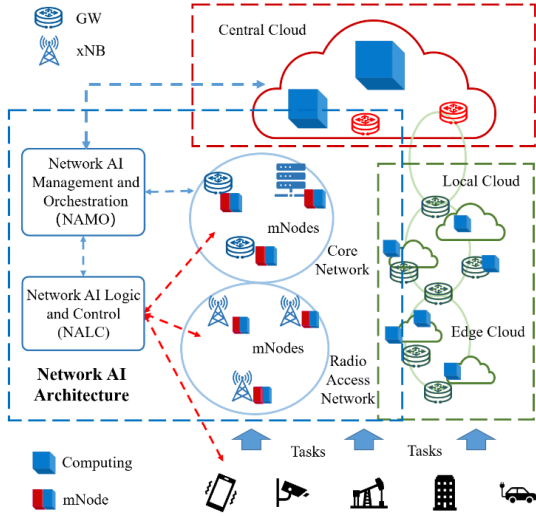 GW
xNB
Central Cloud
Network AI
Management and
Orchestration
(NAMO)
mNodes
Core
Network
Local Cloud
Network AI Logic
and Control
(NALC)
mNodes
Radio
Access
Network
Edge Cloud
Network AI
Architecture
Tasks
Tasks
Computing
mNode